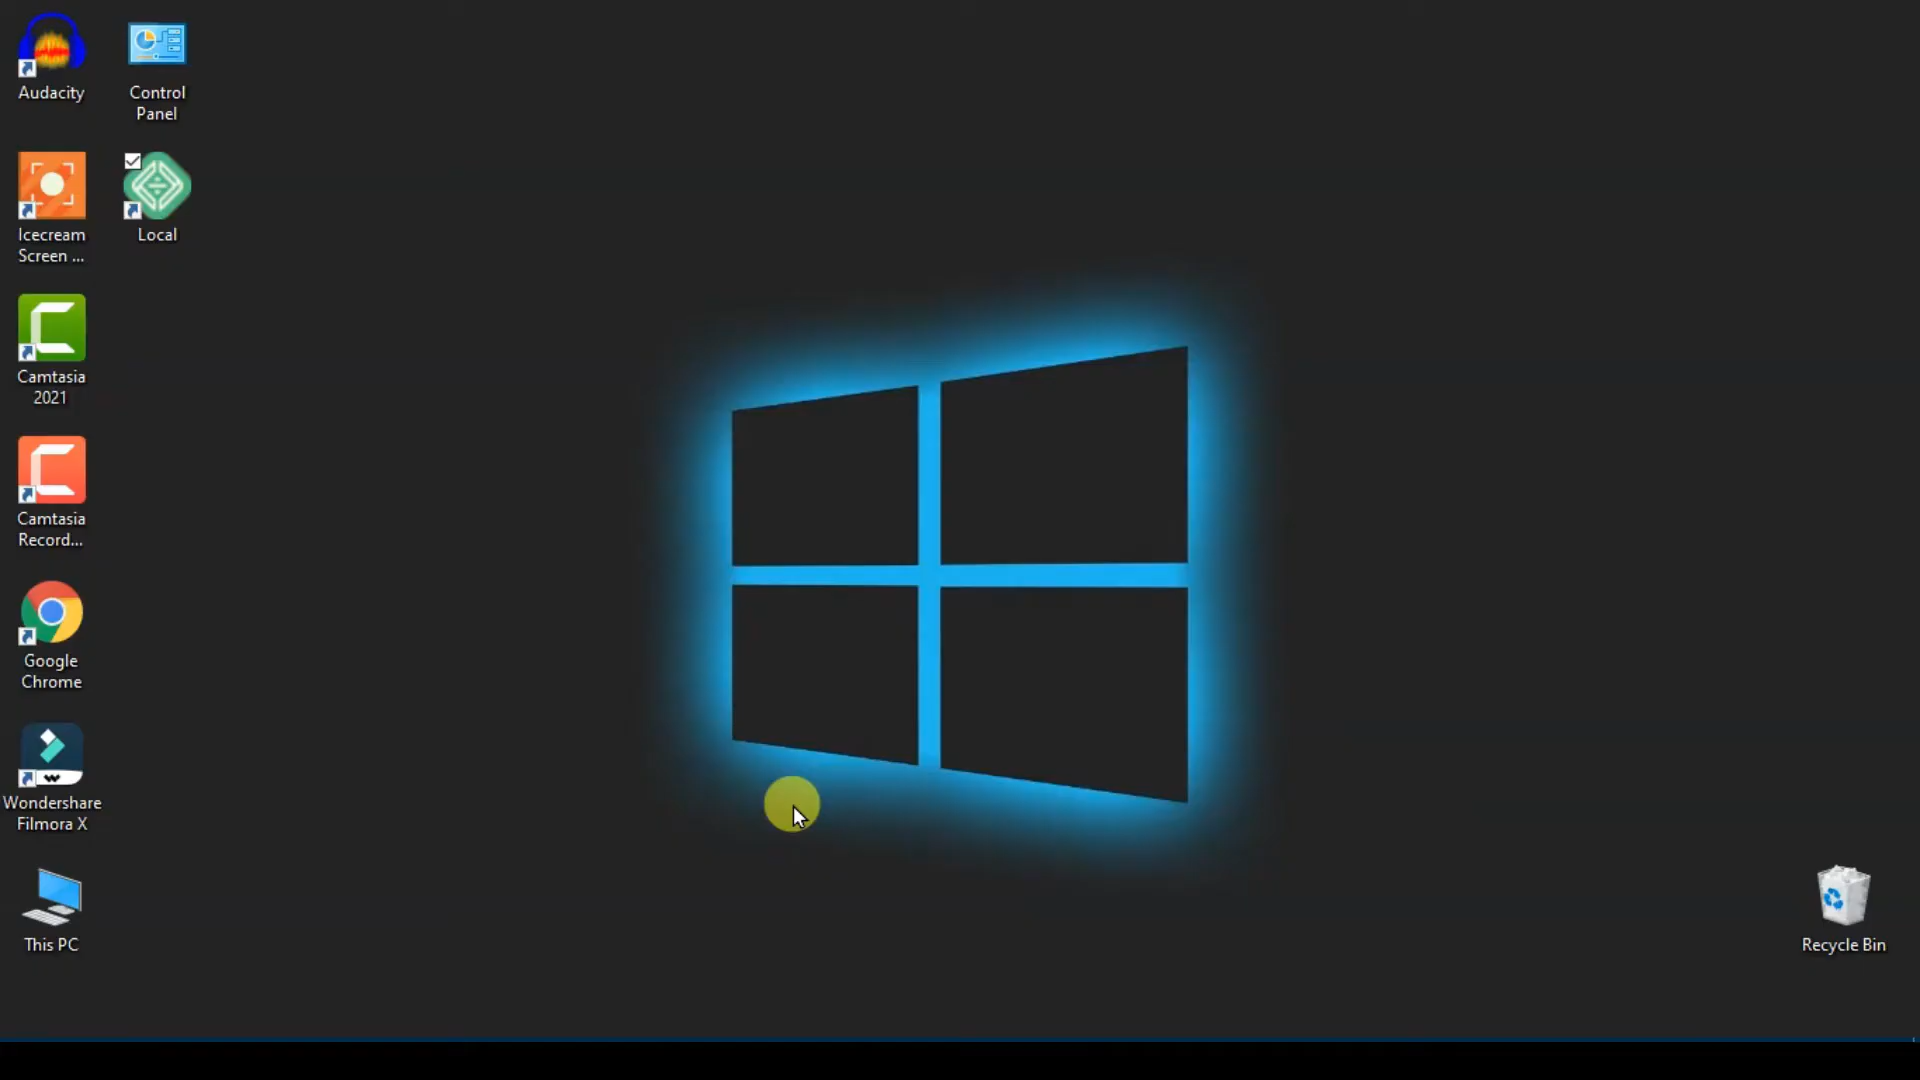 Audacity
Control
Panel
Icecream
Screen ...
Local
Camtasia
2021
Camtasia
Record...
Google
Chrome
Wondershare
Filmora X
This PC
Recycle Bin